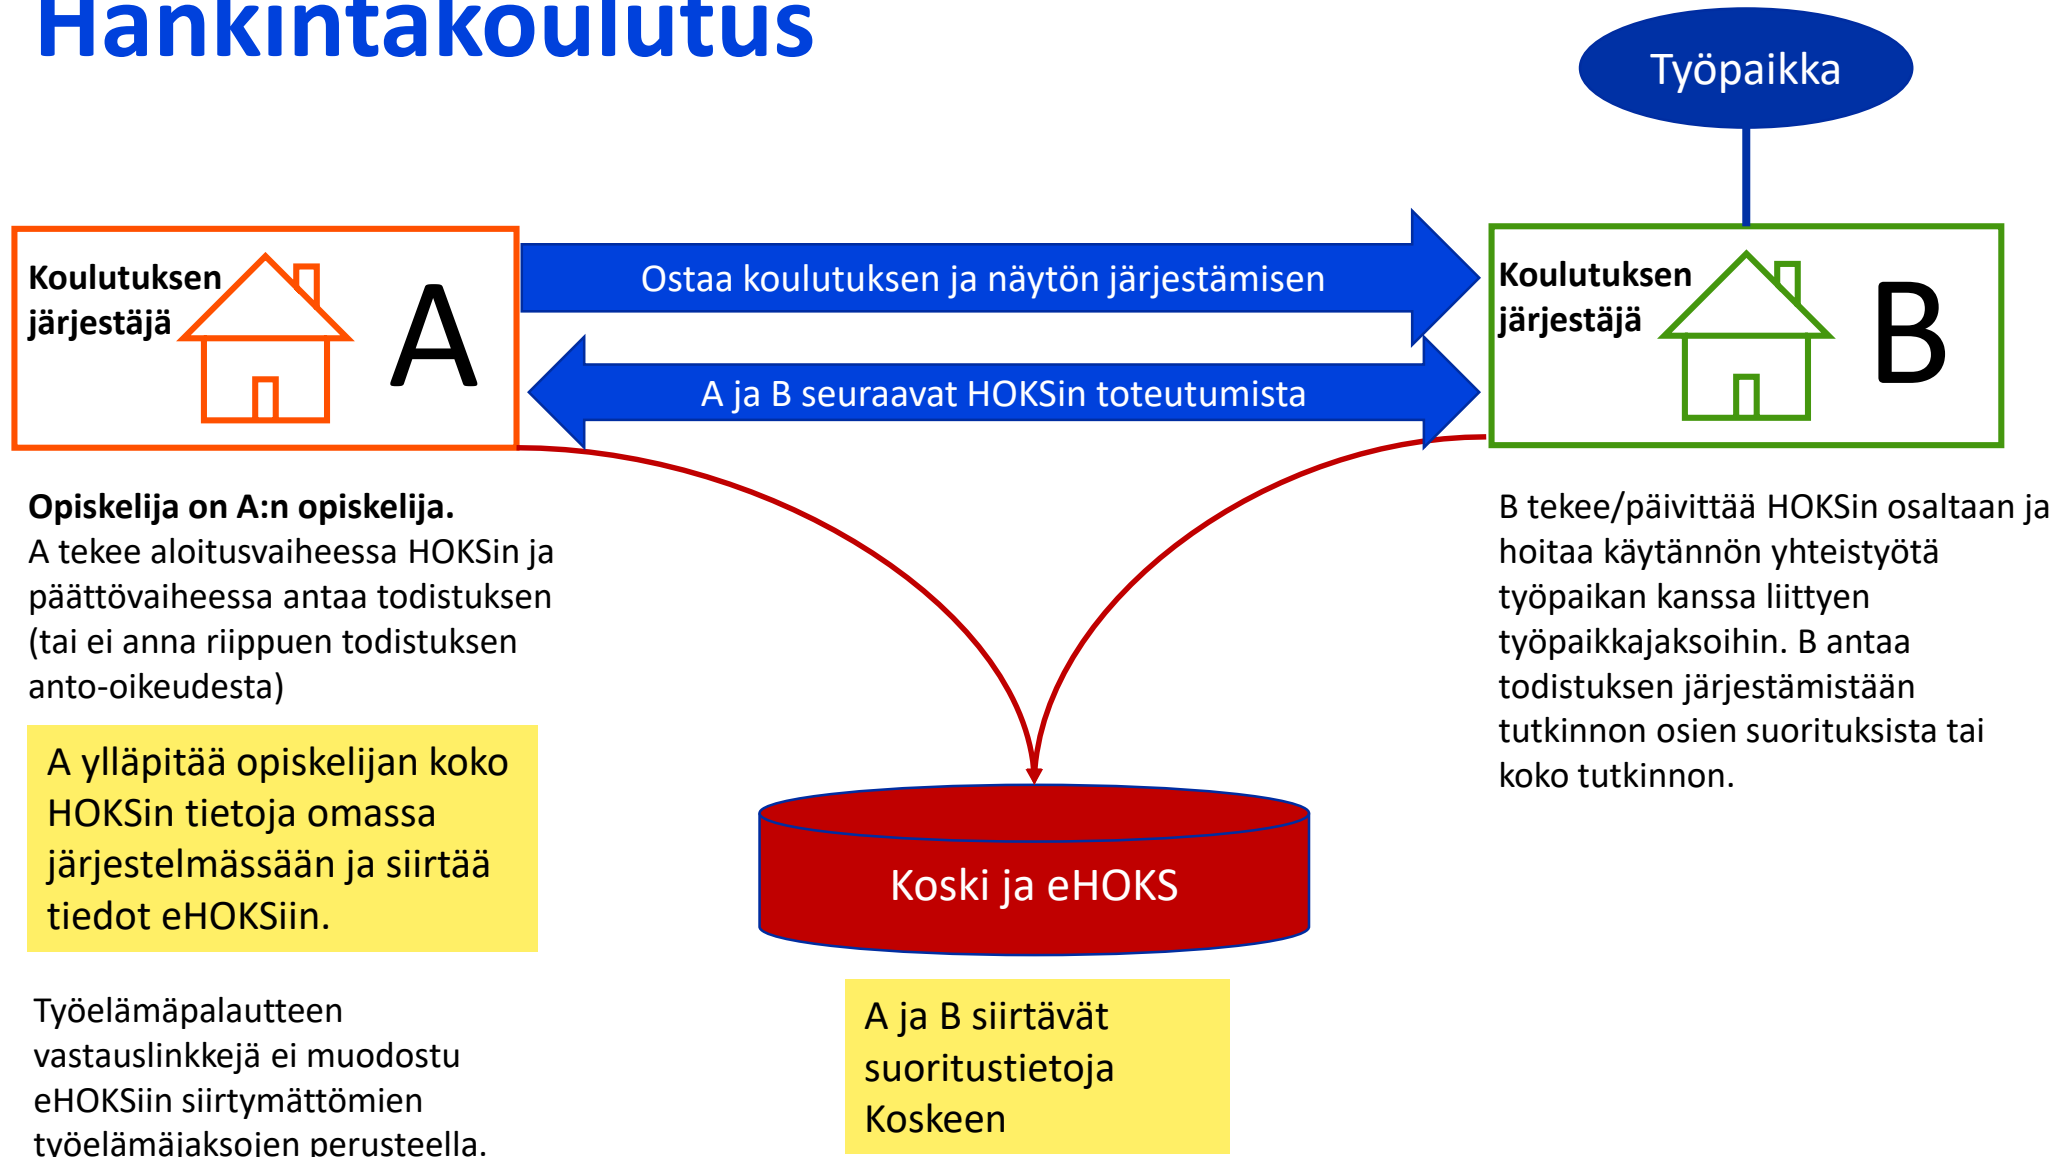 Hankintakoulutus
Työpaikka
Koulutuksen
järjestäjä
A
Ostaa koulutuksen ja näytön järjestämisen
A ja B seuraavat HOKSin toteutumista
Koulutuksen
järjestäjä
B
Opiskelija on A:n opiskelija.
A tekee aloitusvaiheessa HOKSin ja
päättövaiheessa antaa todistuksen
(tai ei anna riippuen todistuksen
anto-oikeudesta)
A ylläpitää opiskelijan koko
HOKSin tietoja omassa
järjestelmässään ja siirtää
tiedot eHOKSiin.
Työelämäpalautteen
vastauslinkkejä ei muodostu
eHOKSiin siirtymättömien
työelämäjaksojen perusteella.
Koski ja eHOKS
A ja B siirtävät
suoritustietoja
Koskeen
B tekee/päivittää HOKSin osaltaan ja
hoitaa käytännön yhteistyötä
työpaikan kanssa liittyen
työpaikkajaksoihin. B antaa
todistuksen järjestämistään
tutkinnon osien suorituksista tai
koko tutkinnon.